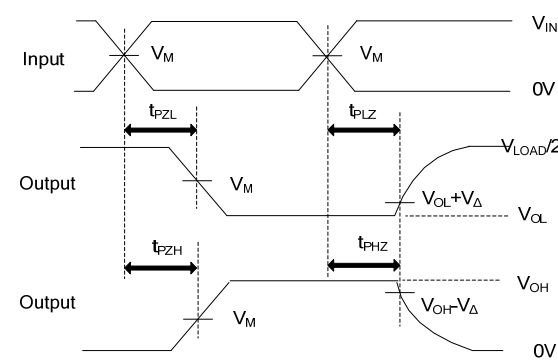 V_IN
Input V_M V_M
0V
t_PZL t_PLZ
V_LOAD/2
Output V_M V_OL+V_Δ
V_OL
t_PZH t_PHZ
V_OH
Output V_M V_OH-V_Δ
0V